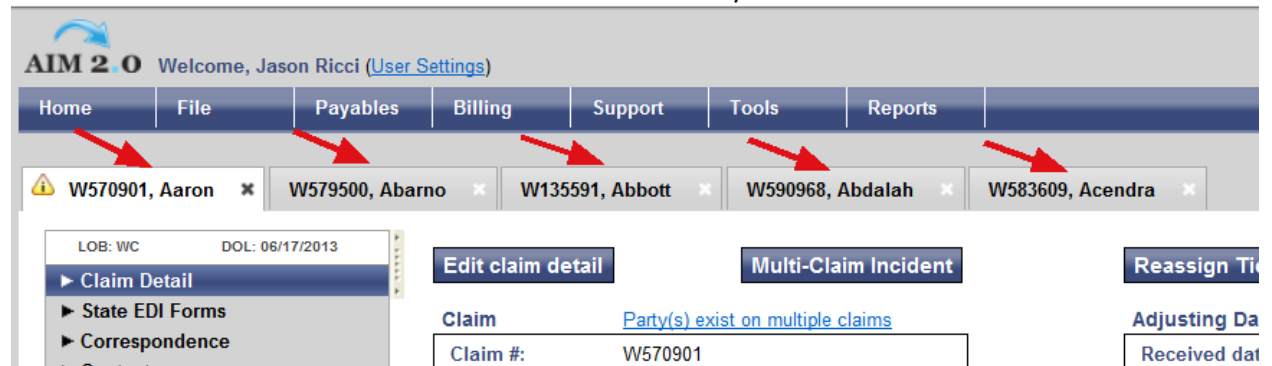 AIM 2.0 Welcome, Jason Ricci (User Settings)
Home File Payables Billing Support Tools Reports
W570901, Aaron W579500, Abarno W135591, Abbott W590968, Abdalah W583609, Acendra
LOB: WC DOL: 06/17/2013
Edit claim detail Multi-Claim Incident Reassign
Claim Detail
State EDI Forms
Claim Party(s) exist on multiple claims Adjusting
Correspondence
Claim #: W570901 Received